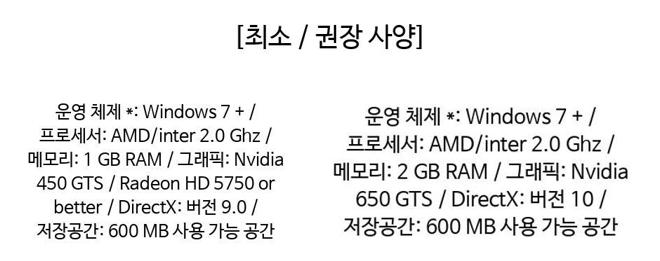 [최소 / 권장 사양]
운영 체제 *: Windows 7 + /
프로세서: AMD/inter 2.0 Ghz /
메모리: 1 GB RAM / 그래픽: Nvidia
450 GTS / Radeon HD 5750 or
better / DirectX: 버전 9.0 /
저장공간: 600 MB 사용 가능 공간
운영 체제 *: Windows 7 + /
프로세서: AMD/inter 2.0 Ghz /
메모리: 2 GB RAM / 그래픽: Nvidia
650 GTS / DirectX: 버전 10 /
저장공간: 600 MB 사용 가능 공간